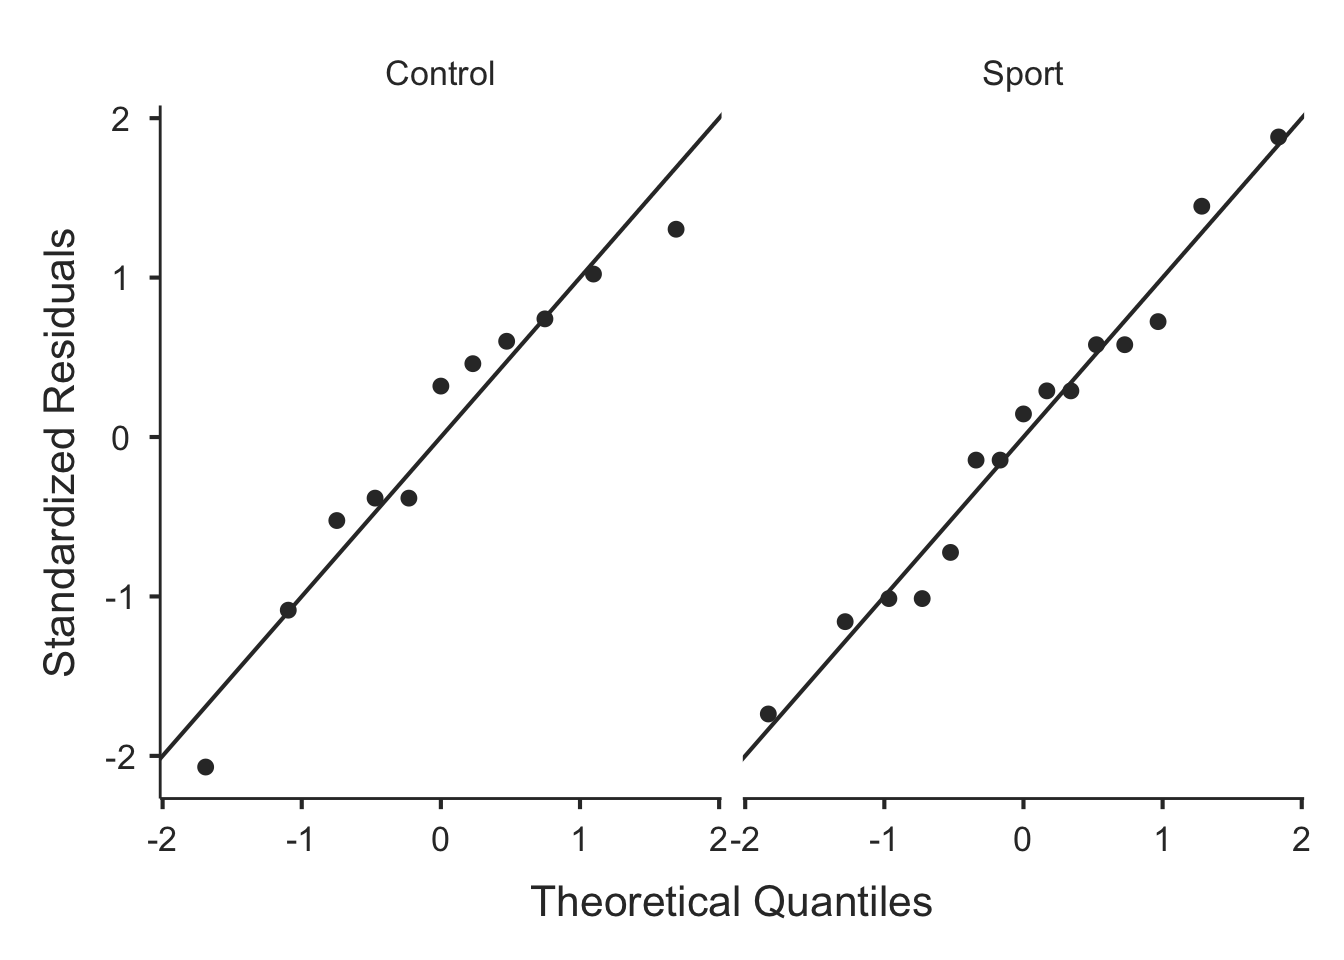 Control Sport
2
1
0
-1
-2
Standardized Residuals
-2 -1 0 1 2 -2 -1 0 1 2
Theoretical Quantiles